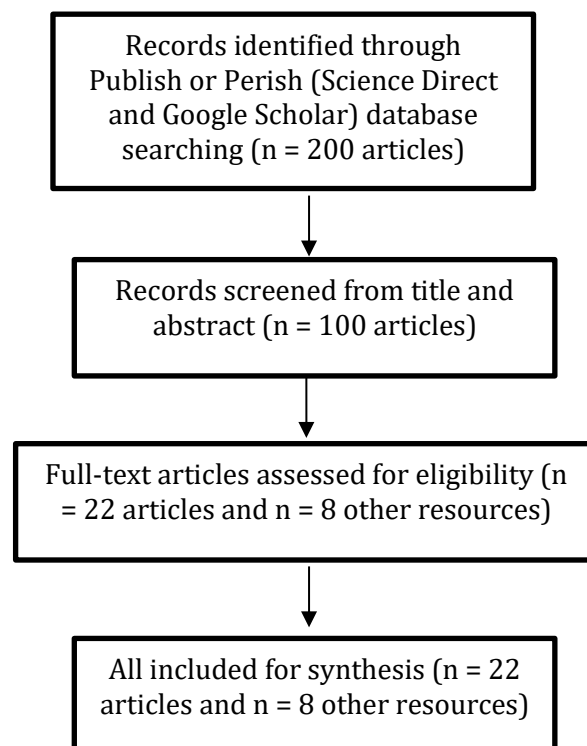 Records identified through
Publish or Perish (Science Direct
and Google Scholar) database
searching (n = 200 articles)
Records screened from title and
abstract (n = 100 articles)
Full-text articles assessed for eligibility (n
= 22 articles and n = 8 other resources)
All included for synthesis (n = 22
articles and n = 8 other resources)